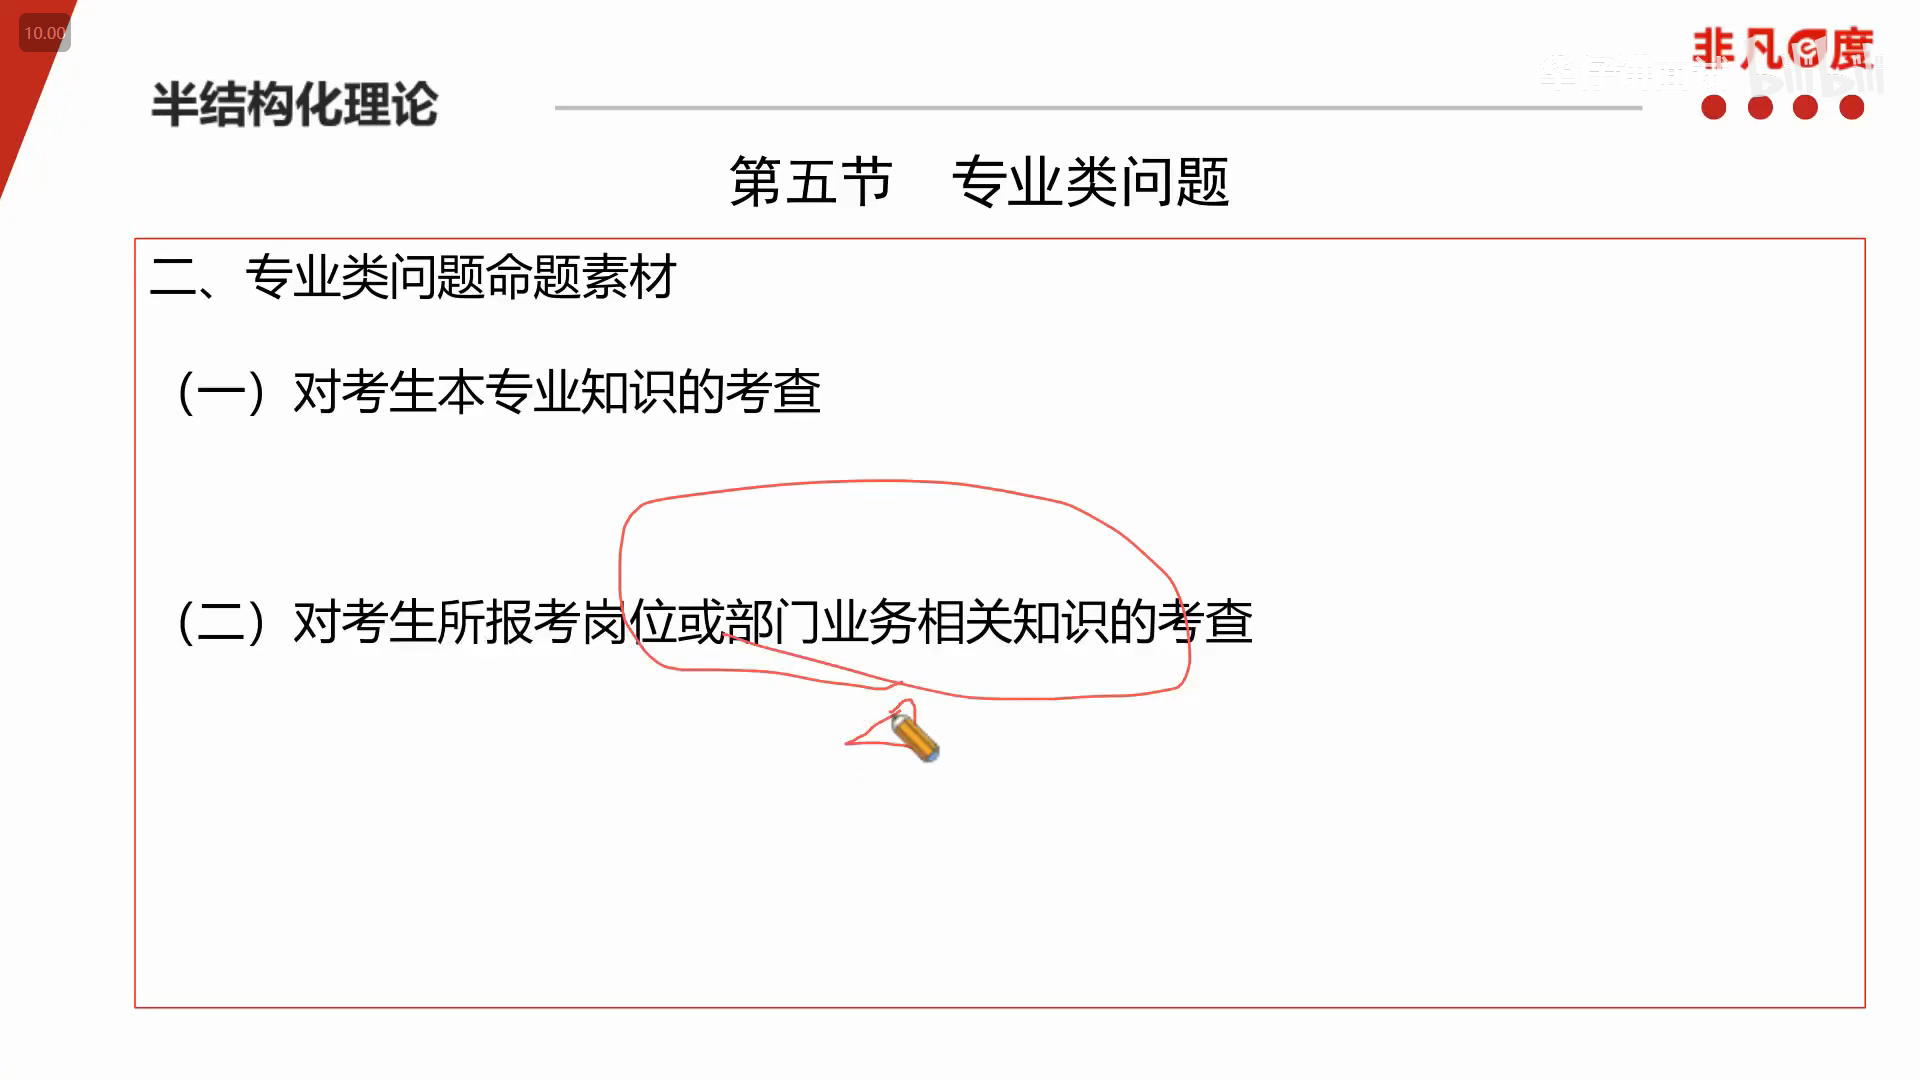 10.00
非凡e度
半结构化理论
第五节 专业类问题
二、专业类问题命题素材
（一）对考生本专业知识的考查
（二）对考生所报考岗位或部门业务相关知识的考查